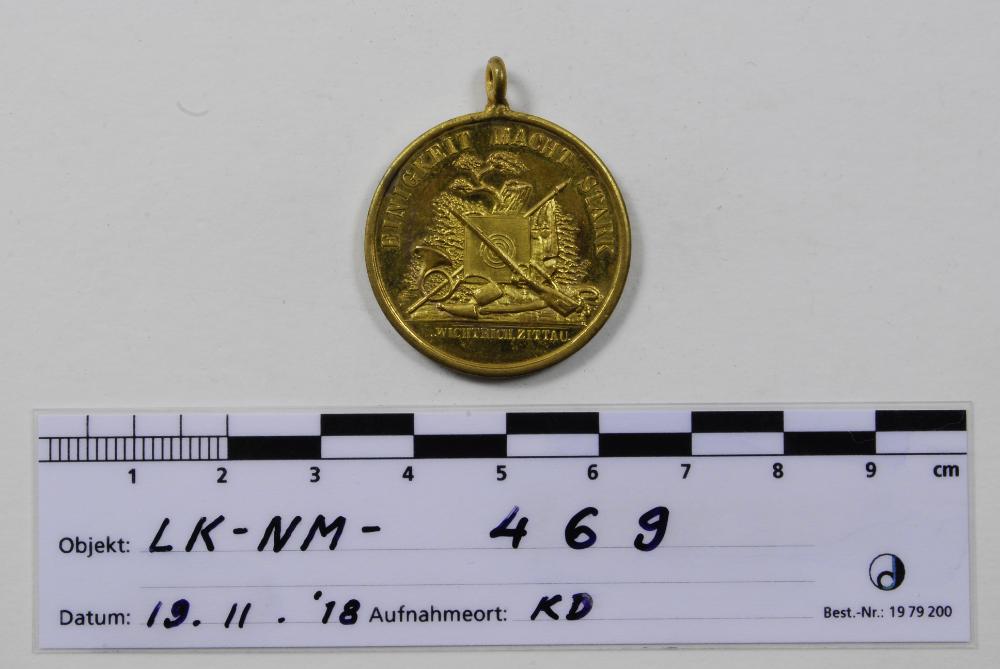 EINIGKEIT MACHT STARK
WICHTRICH, ZITTAU.
1 2 3 4 5 6 7 8 9 cm
Objekt: LK-NM- 469
Datum: 19. 11. '18 Aufnahmeort: KD
Best.-Nr.: 19 79 200